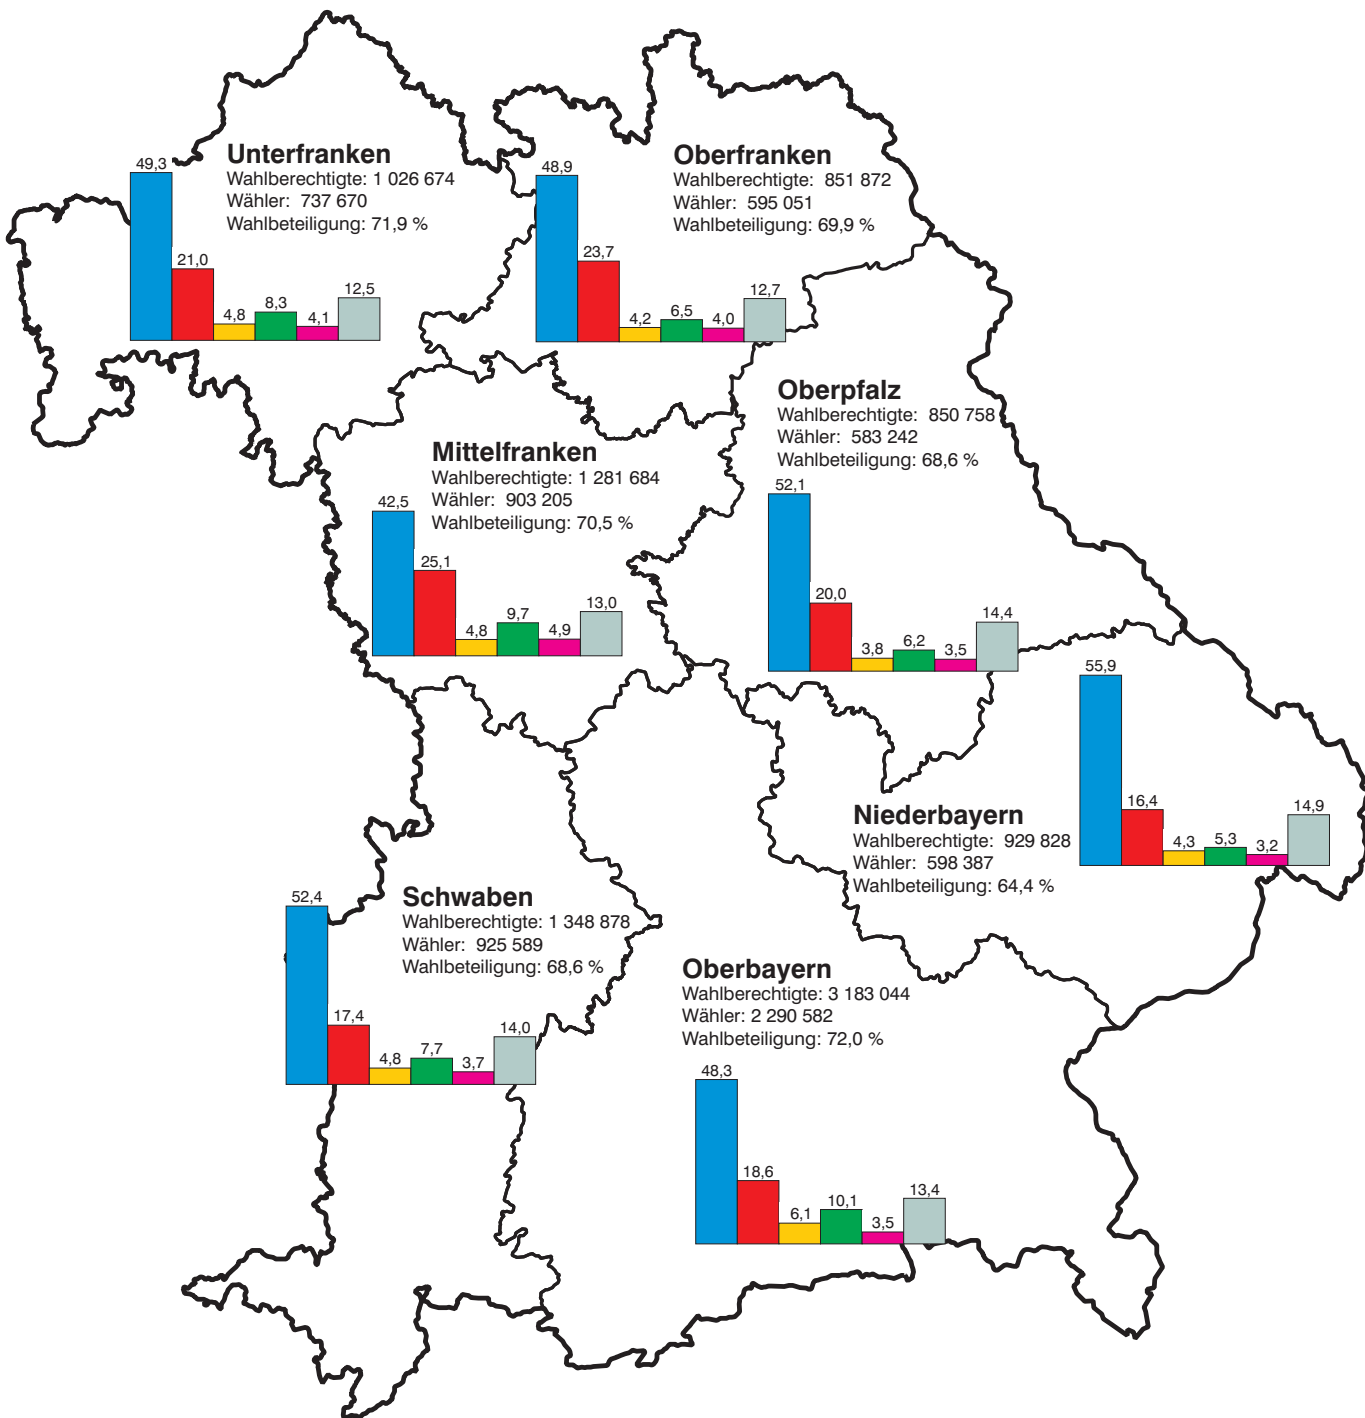 Unterfranken
Wahlberechtigte: 1 026 674
Wähler: 737 670
Wahlbeteiligung: 71,9 %
49,3
21,0
4,8
8,3
4,1
12,5
Oberfranken
Wahlberechtigte: 851 872
Wähler: 595 051
Wahlbeteiligung: 69,9 %
48,9
23,7
4,2
6,5
4,0
12,7
Oberpfalz
Wahlberechtigte: 850 758
Wähler: 583 242
Wahlbeteiligung: 68,6 %
52,1
20,0
3,8
6,2
3,5
14,4
Mittelfranken
Wahlberechtigte: 1 281 684
Wähler: 903 205
Wahlbeteiligung: 70,5 %
42,5
25,1
4,8
9,7
4,9
13,0
Niederbayern
Wahlberechtigte: 929 828
Wähler: 598 387
Wahlbeteiligung: 64,4 %
55,9
16,4
4,3
5,3
3,2
14,9
Schwaben
Wahlberechtigte: 1 348 878
Wähler: 925 589
Wahlbeteiligung: 68,6 %
52,4
17,4
4,8
7,7
3,7
14,0
Oberbayern
Wahlberechtigte: 3 183 044
Wähler: 2 290 582
Wahlbeteiligung: 72,0 %
48,3
18,6
6,1
10,1
3,5
13,4